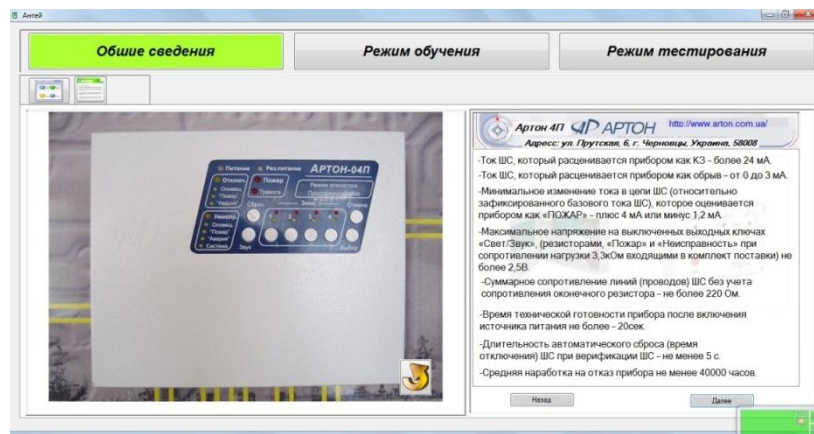 Антей
Обшие сведения
Режим обучения
Режим тестирования
Питание
Рез.питание
АРТОН-04П
Отключ.
Оповещ.
"Пожар"
"Авария"
Пожар
Тревога
Режим оператора
Сброс
Зоны
Отмена
1 2 3 4
Неиспр.
Оповещ.
"Пожар"
"Авария"
Система
Звук
Выбор
Артон 4П АРТОН http://www.arton.com.ua/
Адресс: ул. Прутская, 6, г. Черновцы, Украина, 58008
-Ток ШС, который расценивается прибором как КЗ - более 24 мА.
-Ток ШС, который расценивается прибором как обрыв – от 0 до 3 мА.
-Минимальное изменение тока в цепи ШС (относительно
зафиксированного базового тока ШС), которое оценивается
прибором как «ПОЖАР» – плюс 4 мА или минус 1,2 мА.
-Максимальное напряжение на выключенных выходных ключах
«Свет/Звук», (резисторами, «Пожар» и «Неисправность» при
сопротивлении нагрузки 3,3кОм входящими в комплект поставки) не
более 2,5В.
-Суммарное сопротивление линий (проводов) ШС без учета
сопротивления оконечного резистора – не более 220 Ом.
-Время технической готовности прибора после включения
источника питания не более – 20сек.
-Длительность автоматического сброса (время
отключения) ШС при верификации ШС – не менее 5 с.
-Средняя наработка на отказ прибора не менее 40000 часов.
Назад
Далее